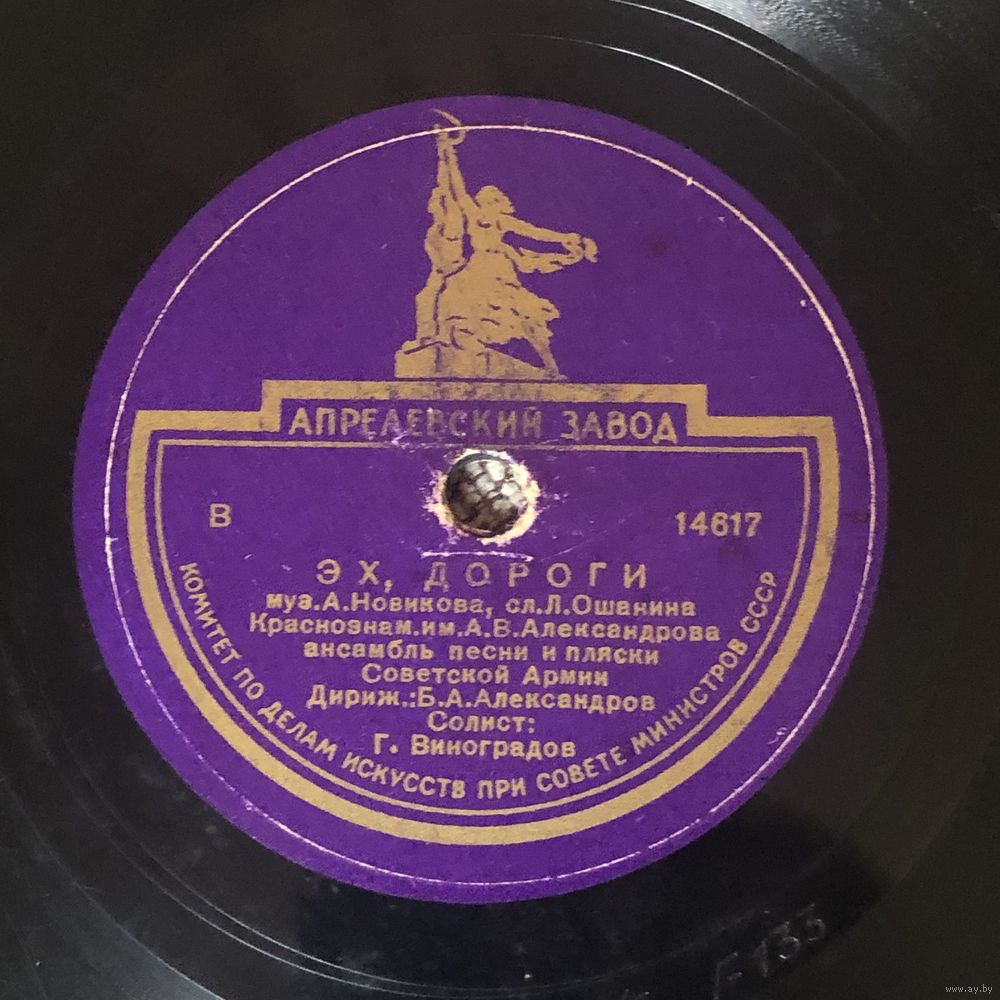 АПРЕЛЕВСКИЙ ЗАВОД
В 14617
ЭХ, ДОРОГИ
муз.А.Новикова, сл.Л.Ошанина
Краснознам.им.А.В.Александрова
ансамбль песни и пляски
Советской Армии
Дириж.:Б.А.Александров
Солист:
Г. Виноградов
КОМИТЕТ ПО ДЕЛАМ ИСКУССТВ ПРИ СОВЕТЕ МИНИСТРОВ СССР
www.ay.by